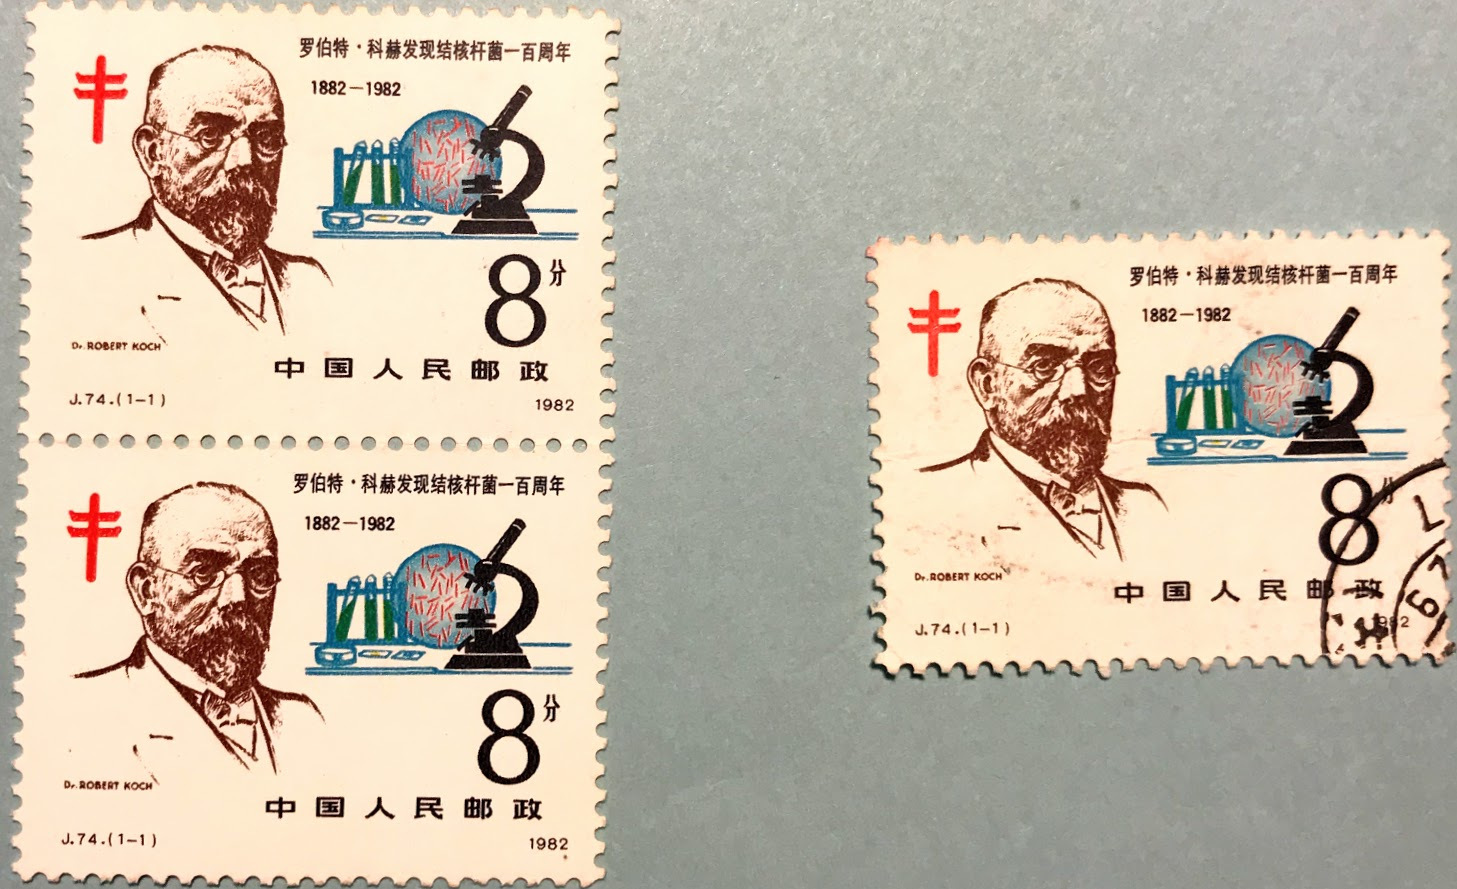 罗伯特·科赫发现结核杆菌一百周年
1882-1982
8分
Dr. ROBERT KOCH
中国人民邮政
J.74.(1-1)
1982
罗伯特·科赫发现结核杆菌一百周年
1882-1982
8分
Dr. ROBERT KOCH
中国人民邮政
J.74.(1-1)
1982
罗伯特·科赫发现结核杆菌一百周年
1882-1982
8分
Dr. ROBERT KOCH
中国人民邮政
J.74.(1-1)
1982